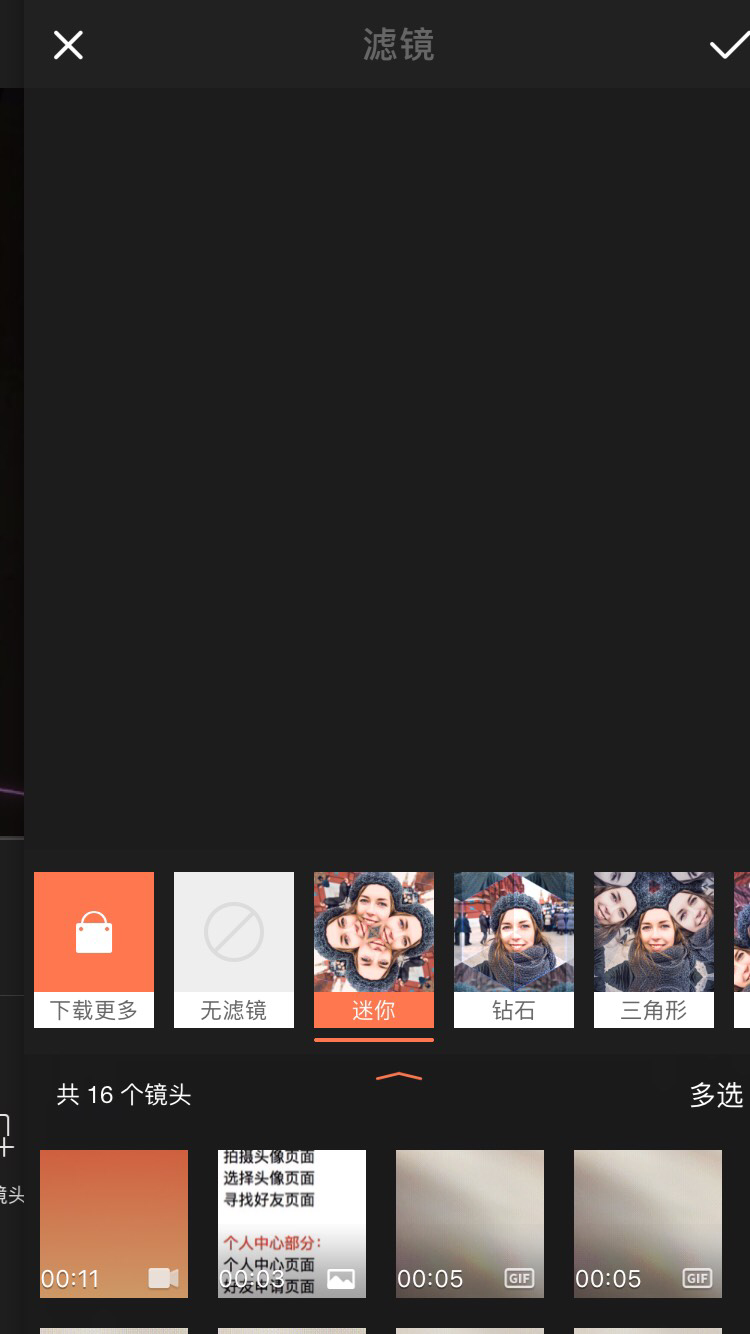 滤镜
下载更多
无滤镜
迷你
钻石
三角形
共 16 个镜头
多选
镜头
拍摄头像页面
选择头像页面
寻找好友页面
个人中心部分:
个人中心页面
好友申请页面
00:11
00:03
00:05
GIF
00:05
GIF